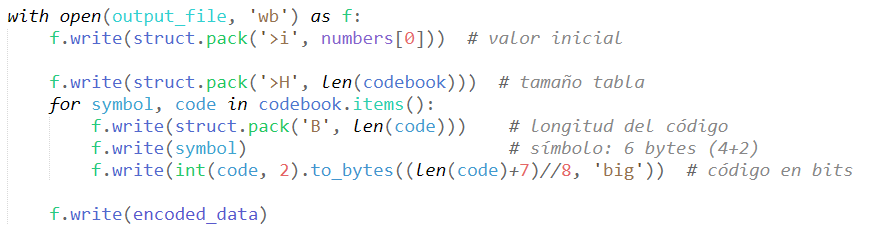 with open(output_file, 'wb') as f:
    f.write(struct.pack('>i', numbers[0]))  # valor inicial

    f.write(struct.pack('>H', len(codebook)))  # tamaño tabla
    for symbol, code in codebook.items():
        f.write(struct.pack('B', len(code)))    # longitud del código
        f.write(symbol)                         # símbolo: 6 bytes (4+2)
        f.write(int(code, 2).to_bytes((len(code)+7)//8, 'big'))  # código en bits

    f.write(encoded_data)